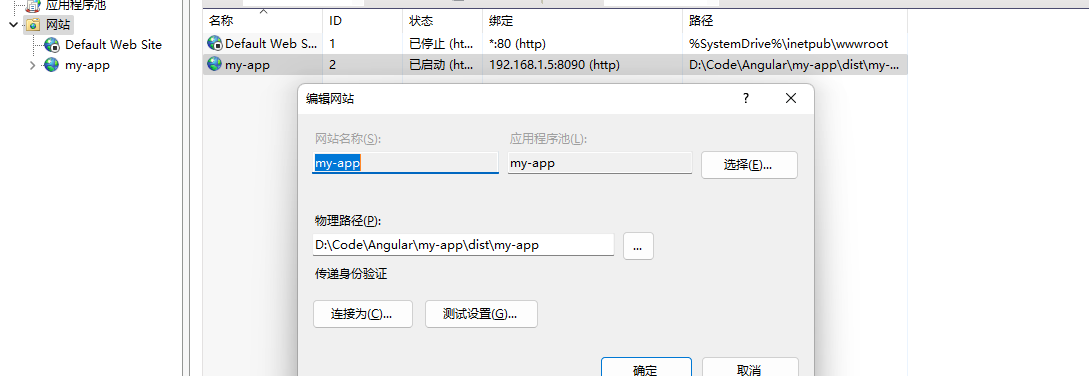 应用程序池
网站
Default Web Site
my-app
名称 ID 状态 绑定 路径
Default Web S... 1 已停止 (ht... *:80 (http) %SystemDrive%\inetpub\wwwroot
my-app 2 已启动 (ht... 192.168.1.5:8090 (http) D:\Code\Angular\my-app\dist\my-...
编辑网站 ?
网站名称(S): 应用程序池(L):
my-app my-app 选择(E)...
物理路径(P):
D:\Code\Angular\my-app\dist\my-app ...
传递身份验证
连接为(C)... 测试设置(G)...
确定 取消